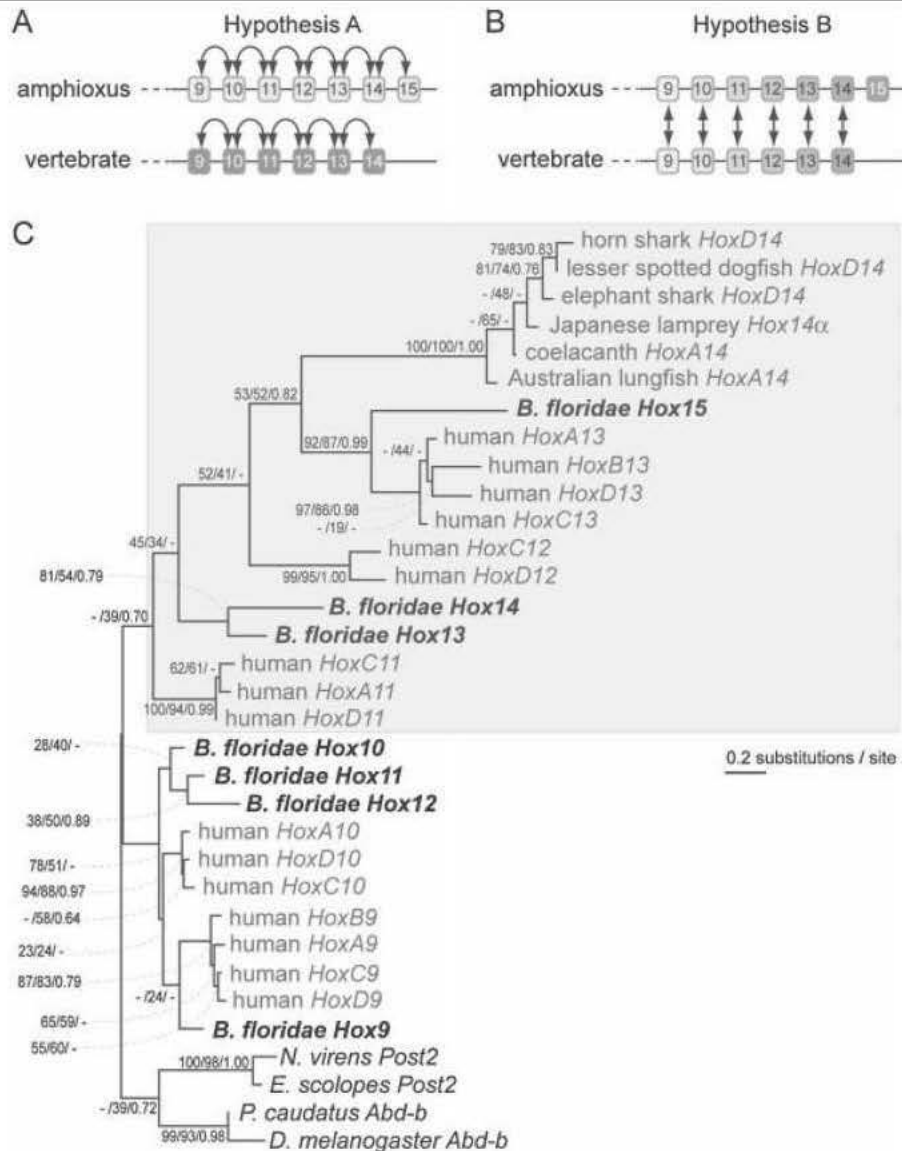 A
Hypothesis A
amphioxus
9 10 11 12 13 14 15
vertebrate
9 10 11 12 13 14
B
Hypothesis B
amphioxus
9 10 11 12 13 14 15
vertebrate
9 10 11 12 13 14
C
79/83/0.83
horn shark HoxD14
81/74/0.76
lesser spotted dogfish HoxD14
- /48/ -
elephant shark HoxD14
- /65/ -
Japanese lamprey Hox14α
100/100/1.00
coelacanth HoxA14
Australian lungfish HoxA14
53/52/0.82
B. floridae Hox15
92/87/0.99
- /44/ -
human HoxA13
human HoxB13
52/41/ -
human HoxD13
97/86/0.98
- /19/ -
human HoxC13
45/34/ -
human HoxC12
99/95/1.00
human HoxD12
81/54/0.79
B. floridae Hox14
- /39/0.70
B. floridae Hox13
62/61/ -
human HoxC11
human HoxA11
100/94/0.99
human HoxD11
28/40/ -
B. floridae Hox10
0.2 substitutions / site
B. floridae Hox11
B. floridae Hox12
38/50/0.89
human HoxA10
78/51/ -
human HoxD10
94/88/0.97
human HoxC10
- /58/0.64
human HoxB9
23/24/ -
human HoxA9
87/83/0.79
human HoxC9
- /24/ -
human HoxD9
65/59/ -
B. floridae Hox9
55/60/ -
100/98/1.00
N. virens Post2
E. scolopes Post2
- /39/0.72
P. caudatus Abd-b
99/93/0.98
D. melanogaster Abd-b